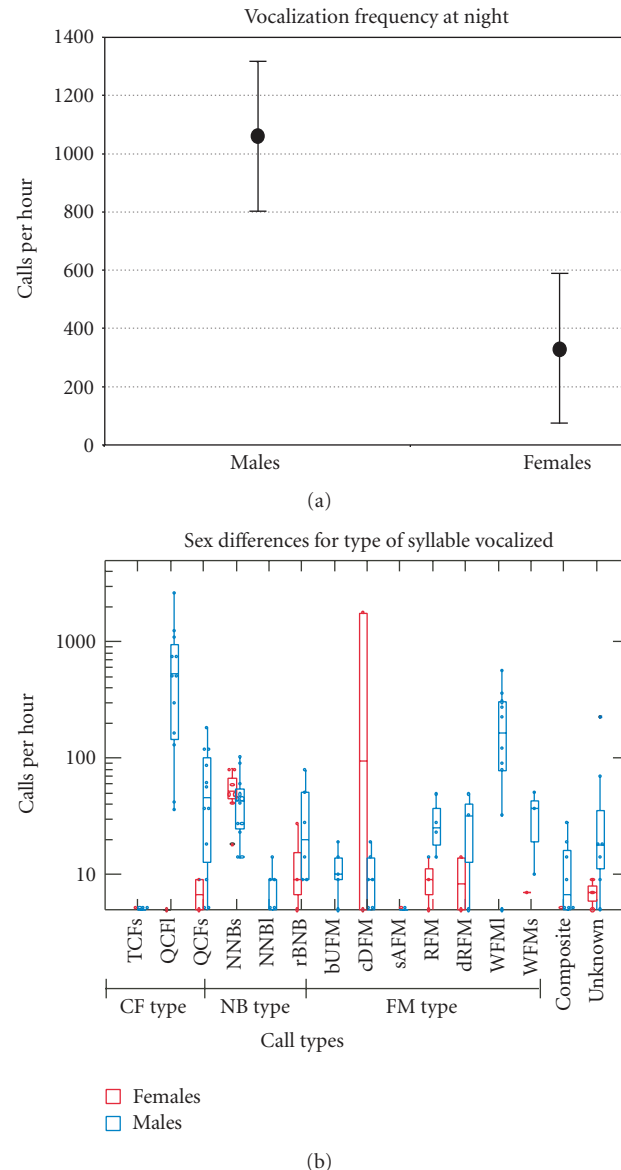 Vocalization frequency at night
1400
1200
1000
800
600
400
200
0
Calls per hour
Males
Females
(a)
Sex differences for type of syllable vocalized
1000
100
10
Calls per hour
TCFs
QCFl
QCFs
NNBs
NNBl
rBNB
bUFM
cDFM
sAFM
RFM
dRFM
WFMl
WFMs
Composite
Unknown
CF type
NB type
FM type
Call types
Females
Males
(b)